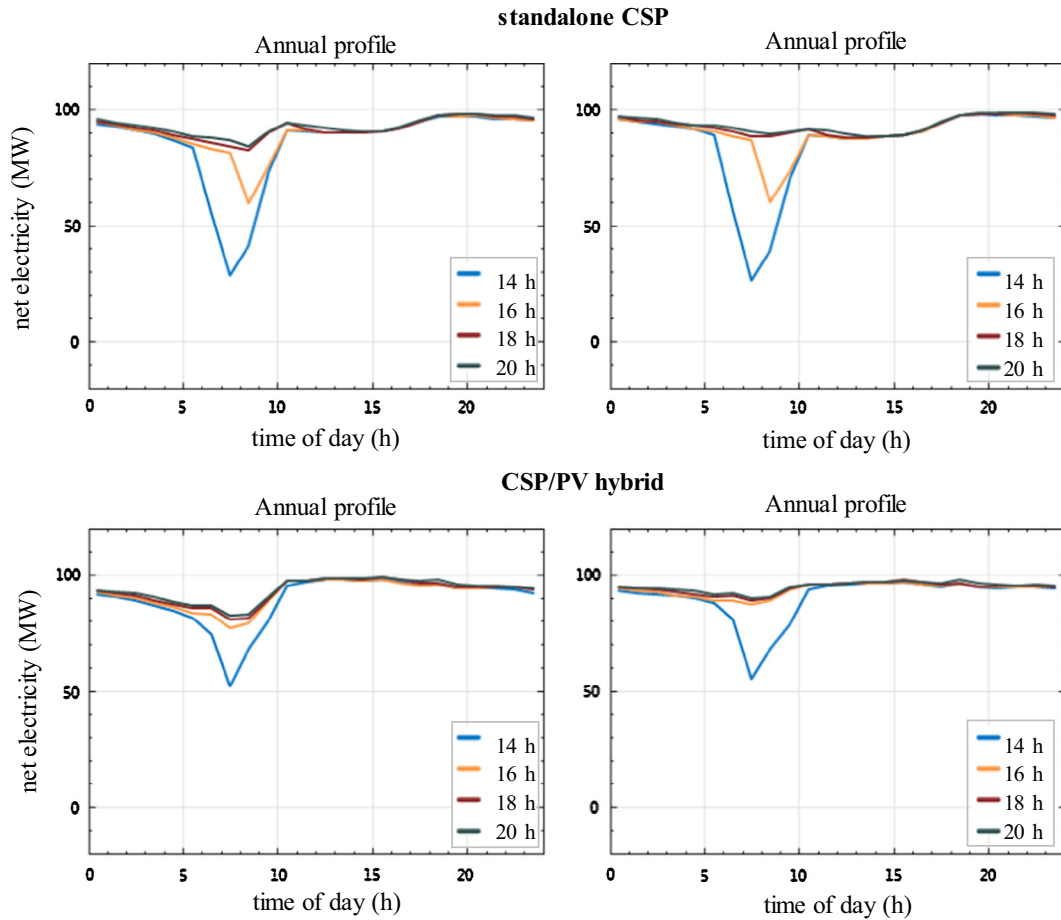 standalone CSP
Annual profile
Annual profile
net electricity (MW)
100
50
0
14 h
16 h
18 h
20 h
0 5 10 15 20
time of day (h)
100
50
0
14 h
16 h
18 h
20 h
0 5 10 15 20
time of day (h)
CSP/PV hybrid
Annual profile
Annual profile
net electricity (MW)
100
50
0
14 h
16 h
18 h
20 h
0 5 10 15 20
time of day (h)
100
50
0
14 h
16 h
18 h
20 h
0 5 10 15 20
time of day (h)